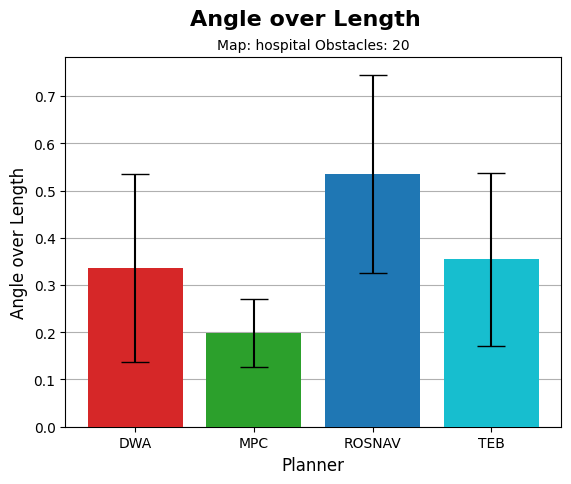 Angle over Length
Map: hospital Obstacles: 20
Angle over Length
0.7
0.6
0.5
0.4
0.3
0.2
0.1
0.0
DWA MPC ROSNAV TEB
Planner